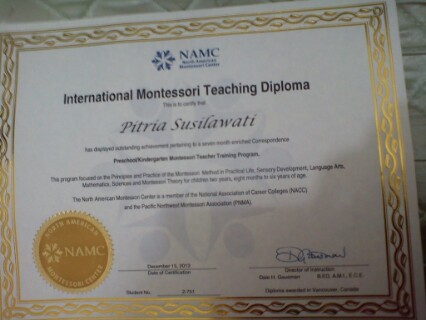 NAMC
North American
Montessori Center
International Montessori Teaching Diploma
This is to certify that
Pitria Susilawati
has displayed outstanding achievement pertaining to a seven month enriched Correspondence
Preschool/Kindergarten Montessori Teacher Training Program.
This program focused on the Principles and Practice of the Montessori Method in Practical Life, Sensory Development, Language Arts,
Mathematics, Sciences and Montessori Theory for children two years, eight months to six years of age.
The North American Montessori Center is a member of the National Association of Career Colleges (NACC)
and the Pacific Northwest Montessori Association (PNMA).
NORTH AMERICAN
NAMC
MONTESSORI CENTER
December 15, 2013
Date of Certification
Director of Instruction
Student No.
Diploma awarded in Vancouver, Canada